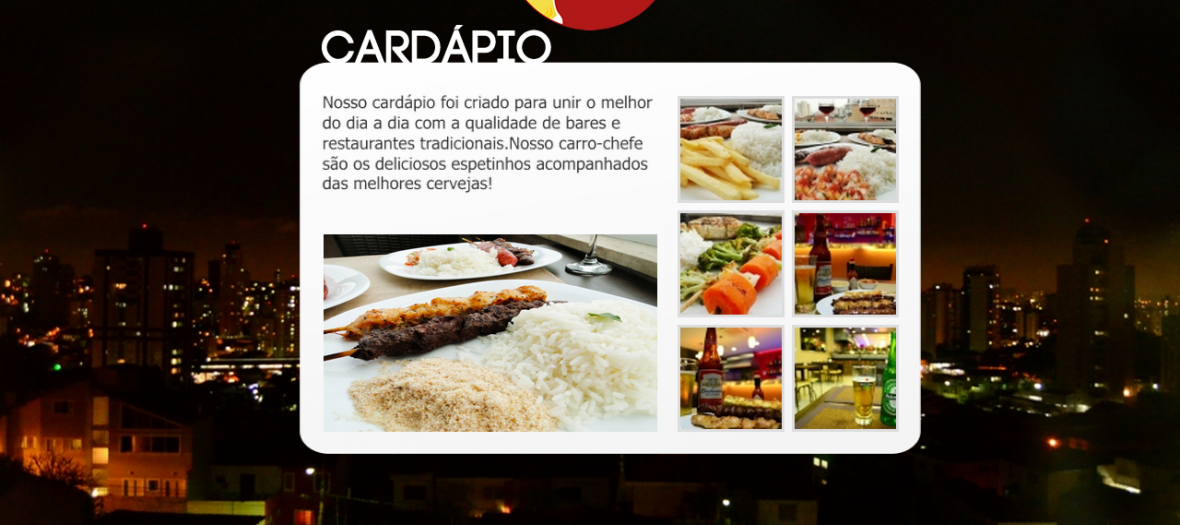 CARDÁPIO
Nosso cardápio foi criado para unir o melhor
do dia a dia com a qualidade de bares e
restaurantes tradicionais.Nosso carro-chefe
são os deliciosos espetinhos acompanhados
das melhores cervejas!